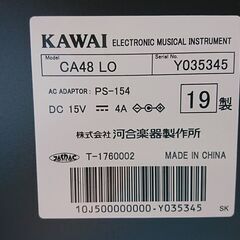 KAWAI ELECTRONIC MUSICAL INSTRUMENT
Model Serial No.
CA48 LO Y035345
AC ADAPTOR: PS-154
DC 15V ⎓ 4A
19 製
株式会社 河合楽器製作所
T-1760002 MADE IN CHINA
10J500000000-Y035345 SK